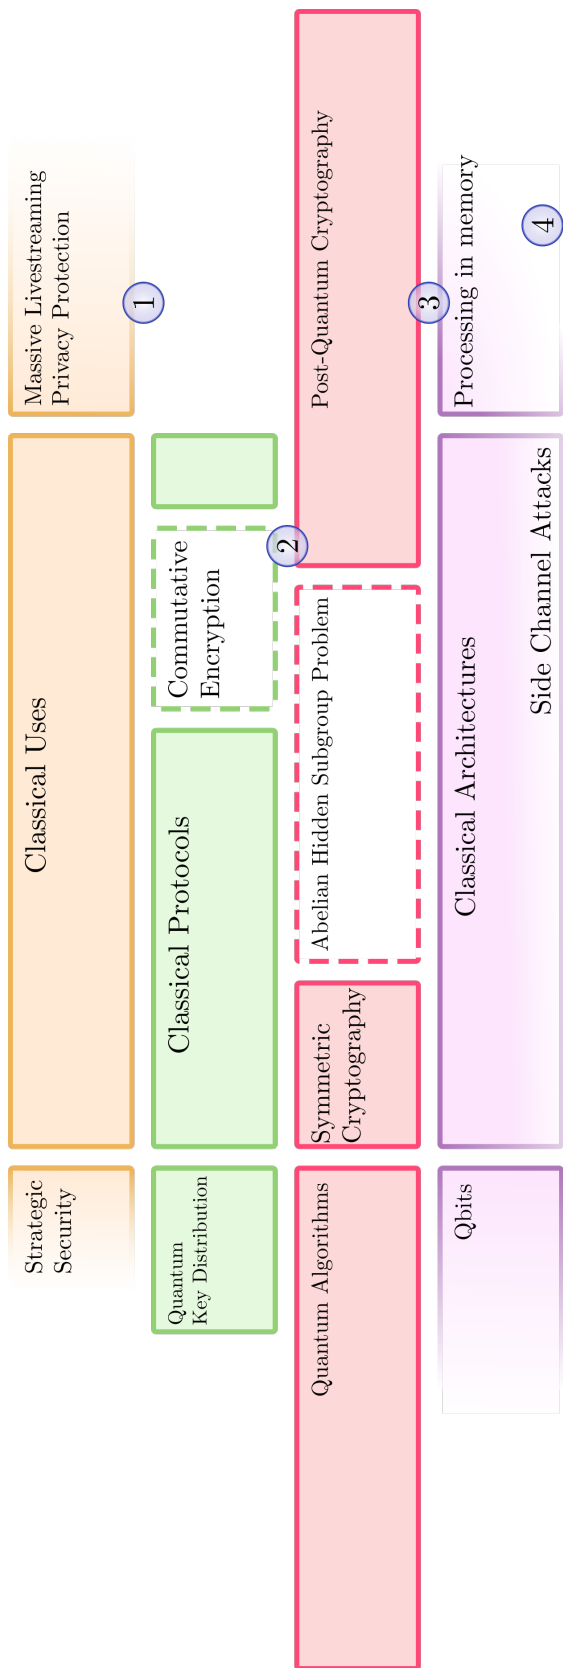 Strategic
Security
Classical Uses
Massive Livestreaming
Privacy Protection
1
Quantum
Key Distribution
Classical Protocols
Commutative
Encryption
2
Quantum Algorithms
Symmetric
Cryptography
Abelian Hidden Subgroup Problem
Post-Quantum Cryptography
3
Qbits
Classical Architectures
Side Channel Attacks
Processing in memory
4